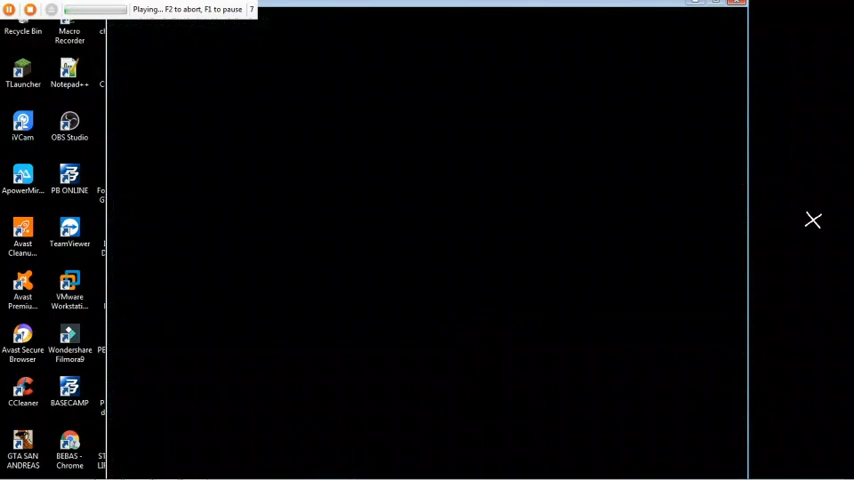 Playing... F2 to abort, F1 to pause
7
Recycle Bin
Macro
Recorder
TLauncher
Notepad++
iVCam
OBS Studio
ApowerMir...
PB ONLINE
Avast
Cleanu...
TeamViewer
Avast
Premiu...
VMware
Workstati...
Avast Secure
Browser
Wondershare
Filmora9
CCleaner
BASECAMP
GTA SAN
ANDREAS
BEBAS -
Chrome